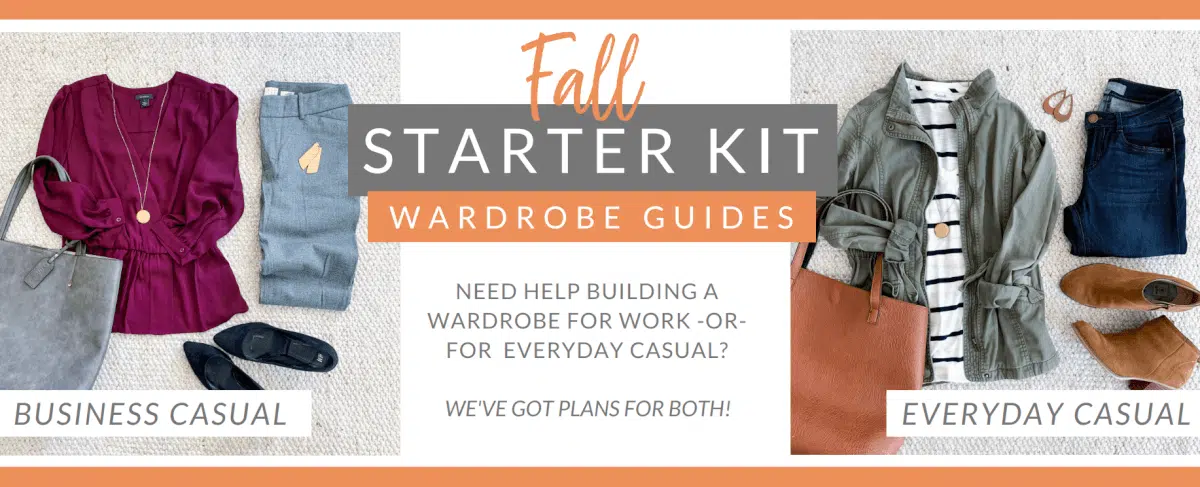 Fall
STARTER KIT
WARDROBE GUIDES
NEED HELP BUILDING A
WARDROBE FOR WORK -OR-
FOR EVERYDAY CASUAL?
WE'VE GOT PLANS FOR BOTH!
BUSINESS CASUAL
EVERYDAY CASUAL